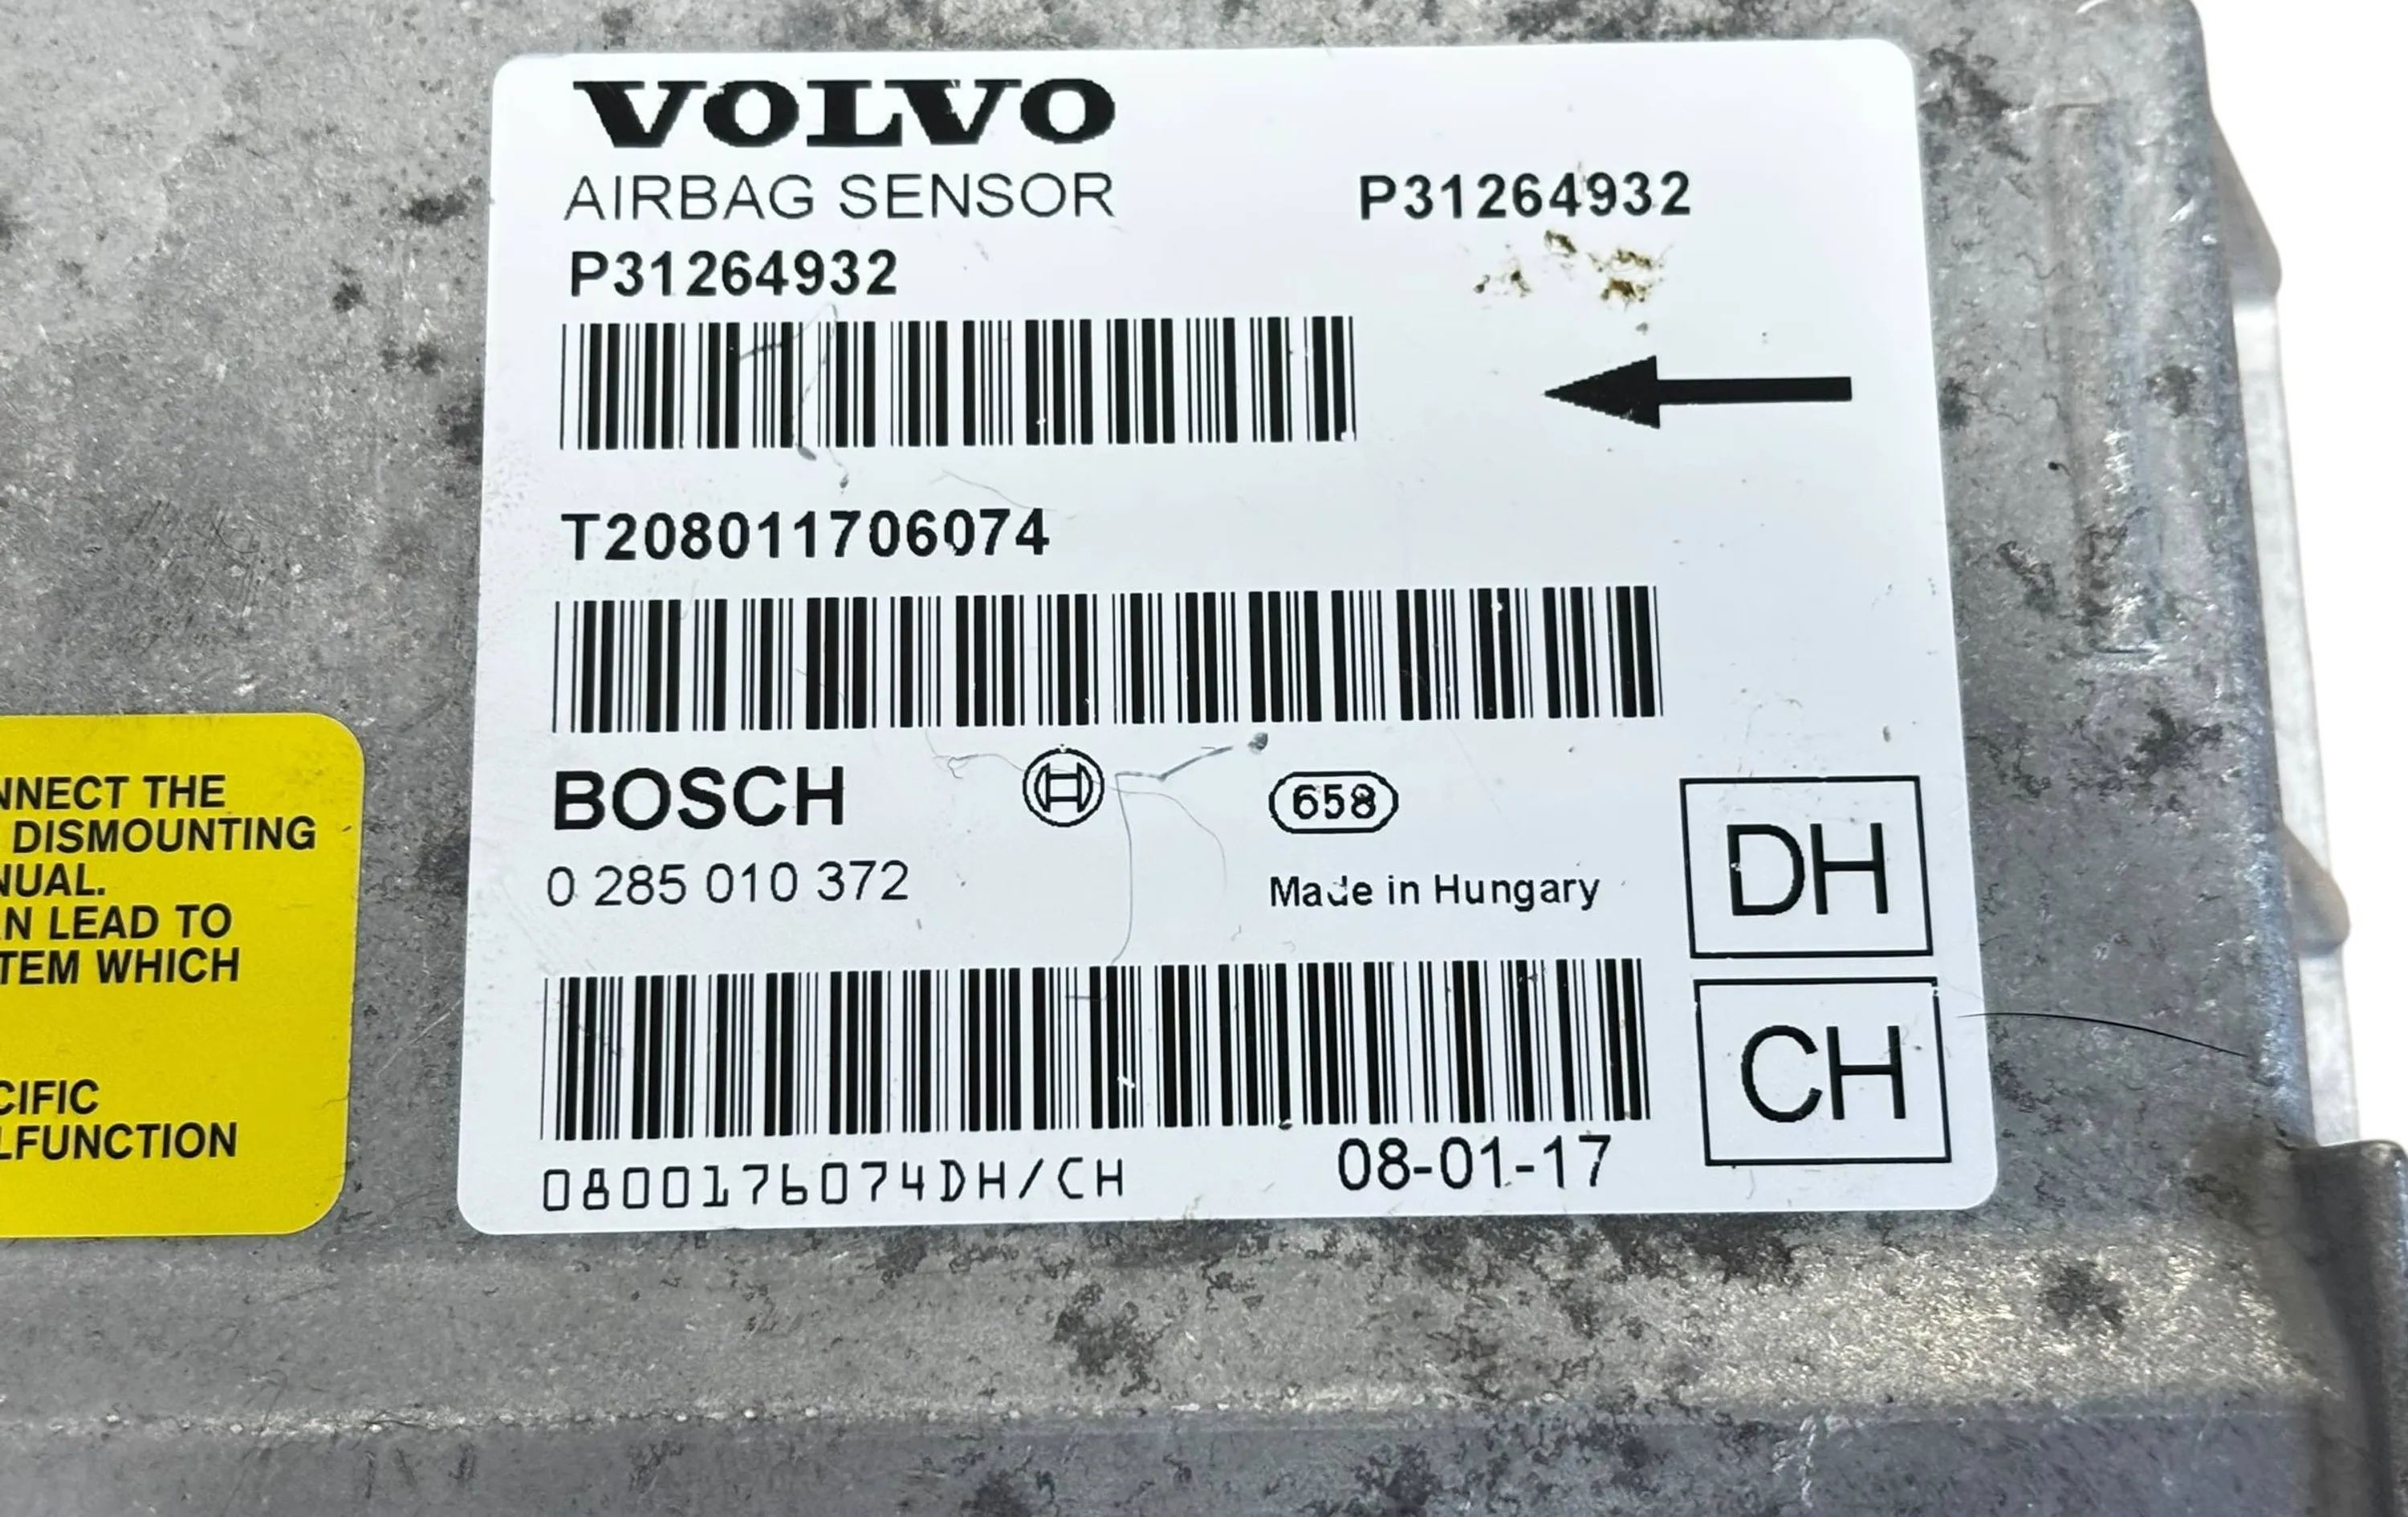 VOLVO
AIRBAG SENSOR P31264932
P31264932
T208011706074
BOSCH 658
0 285 010 372 Made in Hungary
DH
CH
0800176074DH/CH 08-01-17
NNECT THE
DISMOUNTING
NUAL.
N LEAD TO
TEM WHICH
CIFIC
LFUNCTION